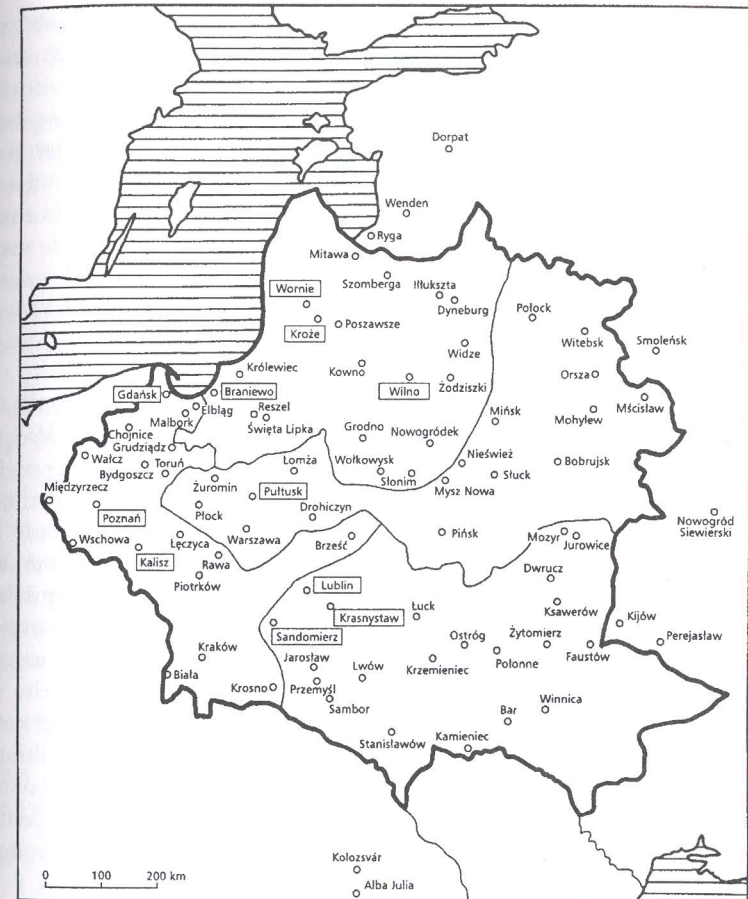 Dorpat
Wenden
Ryga
Mitawa
Szomberga
Iłłukszta
Dyneburg
Wornie
Kroże
Poszawsze
Połock
Witebsk
Smoleńsk
Widze
Orsza
Królewiec
Kowno
Wilno
Żodziszki
Gdańsk
Braniewo
Mścisław
Elbląg
Reszel
Malbork
Święta Lipka
Mińsk
Mohylew
Chojnice
Grodno
Nowogródek
Grudziądz
Wałcz
Toruń
Bydgoszcz
Łomża
Wołkowysk
Słonim
Nieśwież
Słuck
Bobrujsk
Mysz Nowa
Międzyrzecz
Żuromin
Pułtusk
Poznań
Płock
Drohiczyn
Nowogród
Siewierski
Wschowa
Kalisz
Łęczyca
Warszawa
Brześć
Pińsk
Mozyr
Jurowice
Rawa
Piotrków
Dwrucz
Lublin
Krasnystaw
Łuck
Ksawerów
Kijów
Sandomierz
Ostróg
Żytomierz
Perejasław
Kraków
Jarosław
Lwów
Krzemieniec
Polonne
Faustów
Biała
Krosno
Przemyśl
Sambor
Bar
Winnica
Stanisławów
Kamieniec
Kolozsvár
Alba Julia
0 100 200 km